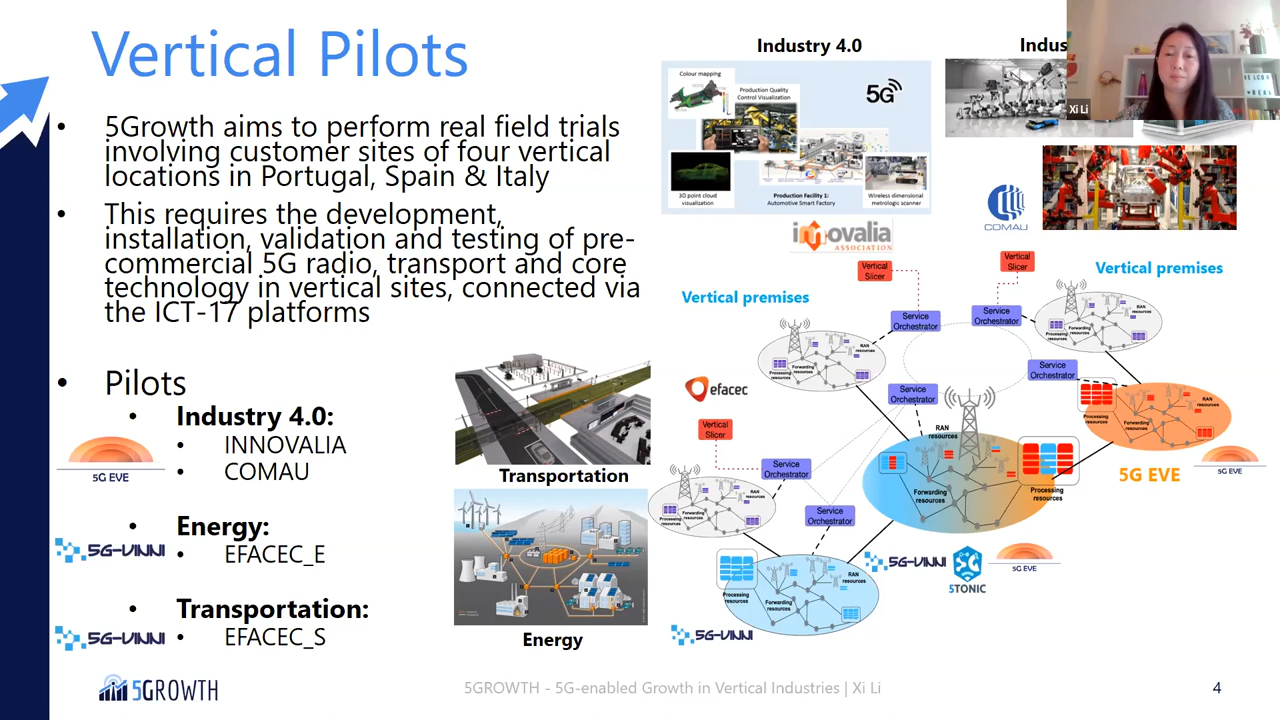 Vertical Pilots
• 5Growth aims to perform real field trials
involving customer sites of four vertical
locations in Portugal, Spain & Italy
• This requires the development,
installation, validation and testing of pre-
commercial 5G radio, transport and core
technology in vertical sites, connected via
the ICT-17 platforms
• Pilots
• Industry 4.0:
• INNOVALIA
• COMAU
5G EVE
• Energy:
• EFACEC_E
5G-VINNI
• Transportation:
• EFACEC_S
5G-VINNI
Transportation
Energy
Industry 4.0
Colour mapping
Production Quality
Control Visualization
5G
3D point cloud
visualization
Production Facility 1:
Automotive Smart Factory
Wireless dimensional
metrologic scanner
innovalia
ASSOCIATION
Indus
Xi Li
COMAU
Vertical premises
Vertical
Slicer
Vertical
Slicer
Vertical premises
Service
Orchestrator
Service
Orchestrator
RAN
resources
Forwarding
resources
Processing
resources
RAN
resources
Forwarding
resources
Processing
resources
efacec
Service
Orchestrator
Service
Orchestrator
Vertical
Slicer
RAN
resources
Forwarding
resources
Processing
resources
RAN
resources
Forwarding
resources
Processing
resources
5G EVE
5G EVE
Service
Orchestrator
Service
Orchestrator
RAN
resources
Forwarding
resources
Processing
resources
5G-VINNI
5G
5TONIC
5G EVE
RAN
resources
Forwarding
resources
Processing
resources
5G-VINNI
5GROWTH
5GROWTH - 5G-enabled Growth in Vertical Industries | Xi Li
4